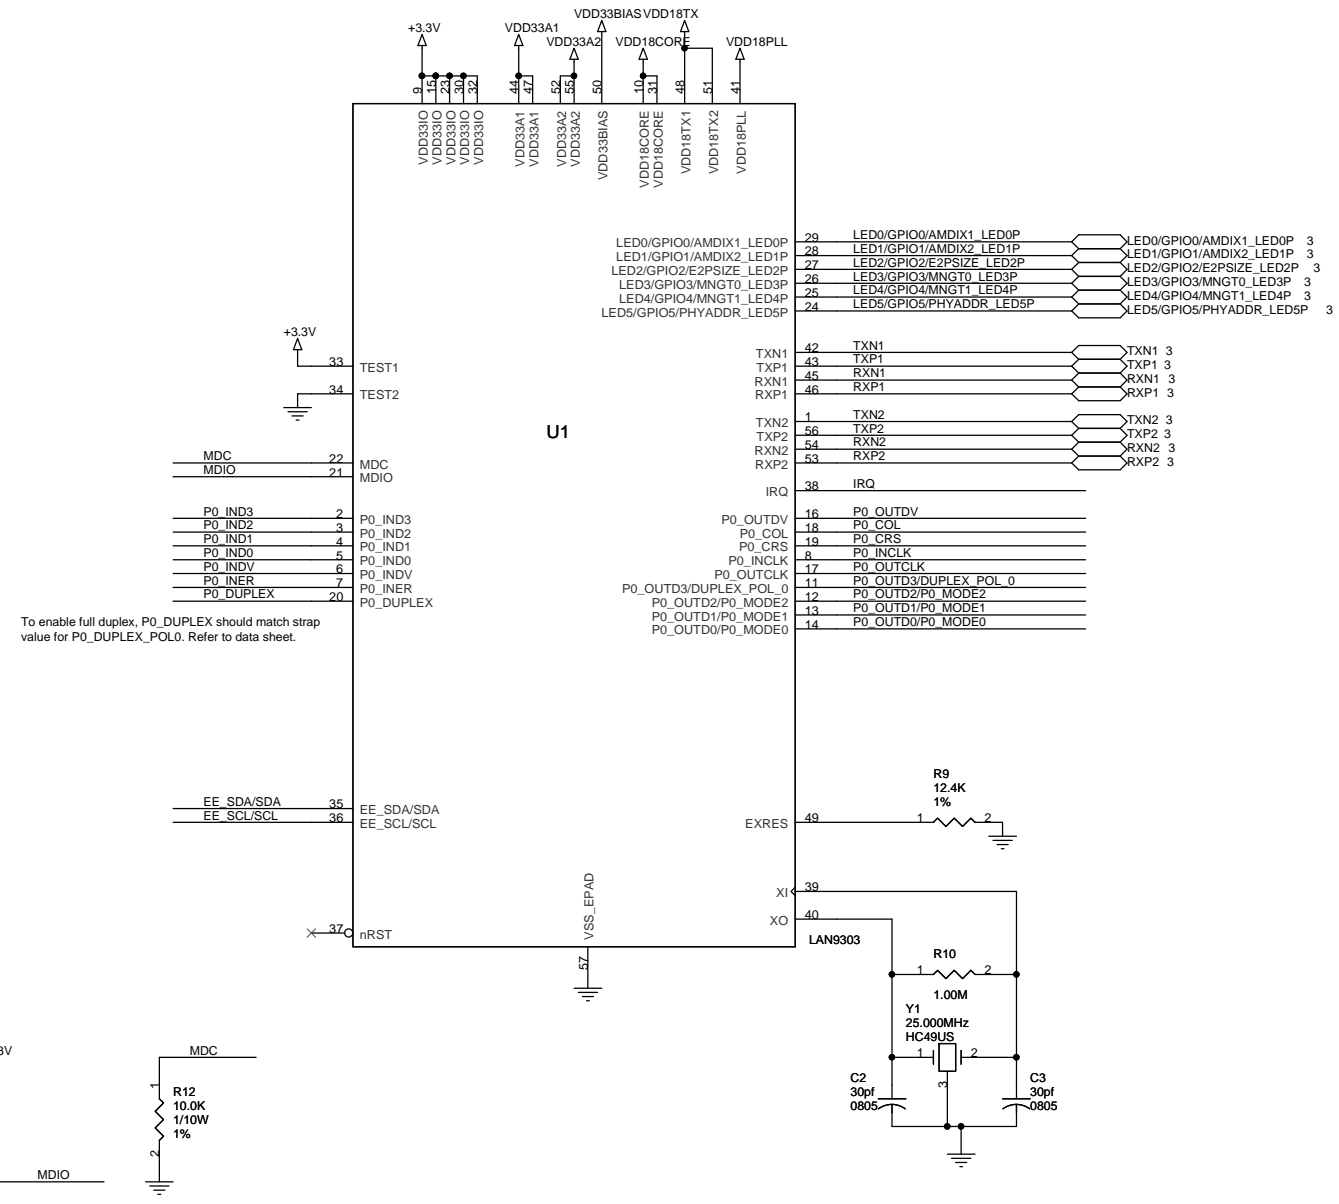 VDD33BIAS VDD18TX
+3.3V VDD33A1
VDD33A2 VDD18CORE VDD18PLL
9 15 23 30 32 44 47 52 55 50 10 31 48 51 41
VDD33IO VDD33IO VDD33IO VDD33IO VDD33IO VDD33A1 VDD33A1 VDD33A2 VDD33A2 VDD33BIAS VDD18CORE VDD18CORE VDD18TX1 VDD18TX2 VDD18PLL
LED0/GPIO0/AMDIX1_LED0P 29 LED0/GPIO0/AMDIX1_LED0P LED0/GPIO0/AMDIX1_LED0P 3
LED1/GPIO1/AMDIX2_LED1P 28 LED1/GPIO1/AMDIX2_LED1P LED1/GPIO1/AMDIX2_LED1P 3
LED2/GPIO2/E2PSIZE_LED2P 27 LED2/GPIO2/E2PSIZE_LED2P LED2/GPIO2/E2PSIZE_LED2P 3
LED3/GPIO3/MNGT0_LED3P 26 LED3/GPIO3/MNGT0_LED3P LED3/GPIO3/MNGT0_LED3P 3
LED4/GPIO4/MNGT1_LED4P 25 LED4/GPIO4/MNGT1_LED4P LED4/GPIO4/MNGT1_LED4P 3
LED5/GPIO5/PHYADDR_LED5P 24 LED5/GPIO5/PHYADDR_LED5P LED5/GPIO5/PHYADDR_LED5P 3
+3.3V
33 TEST1
34 TEST2
TXN1 42 TXN1 TXN1 3
TXP1 43 TXP1 TXP1 3
RXN1 45 RXN1 RXN1 3
RXP1 46 RXP1 RXP1 3
U1
TXN2 1 TXN2 TXN2 3
TXP2 56 TXP2 TXP2 3
RXN2 54 RXN2 RXN2 3
RXP2 53 RXP2 RXP2 3
MDC 22 MDC
MDIO 21 MDIO
IRQ 38 IRQ
P0_IND3 2 P0_IND3
P0_IND2 3 P0_IND2
P0_IND1 4 P0_IND1
P0_IND0 5 P0_IND0
P0_INDV 6 P0_INDV
P0_INER 7 P0_INER
P0_DUPLEX 20 P0_DUPLEX
P0_OUTDV 16 P0_OUTDV
P0_COL 18 P0_COL
P0_CRS 19 P0_CRS
P0_INCLK 8 P0_INCLK
P0_OUTCLK 17 P0_OUTCLK
P0_OUTD3/DUPLEX_POL_0 11 P0_OUTD3/DUPLEX_POL_0
P0_OUTD2/P0_MODE2 12 P0_OUTD2/P0_MODE2
P0_OUTD1/P0_MODE1 13 P0_OUTD1/P0_MODE1
P0_OUTD0/P0_MODE0 14 P0_OUTD0/P0_MODE0
To enable full duplex, P0_DUPLEX should match strap
value for P0_DUPLEX_POL0. Refer to data sheet.
EE_SDA/SDA 35 EE_SDA/SDA
EE_SCL/SCL 36 EE_SCL/SCL
R9
12.4K
1%
EXRES 49 1 2
XI 39
XO 40
37 nRST
VSS_EPAD
57
LAN9303
R10
1 2
1.00M
Y1
25.000MHz
HC49US
1 2
3
C2
30pf
0805
C3
30pf
0805
3V
MDC
1
R12
10.0K
1/10W
1%
2
MDIO